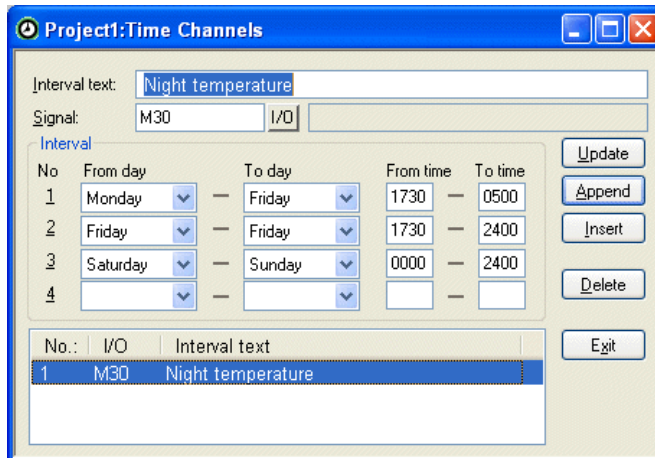 Project1:Time Channels
Interval text: Night temperature
Signal: M30 I/O
Interval
No From day To day From time To time
1 Monday — Friday 1730 — 0500
2 Friday — Friday 1730 — 2400
3 Saturday — Sunday 0000 — 2400
4 — —
Update
Append
Insert
Delete
Exit
No.: I/O Interval text
1 M30 Night temperature